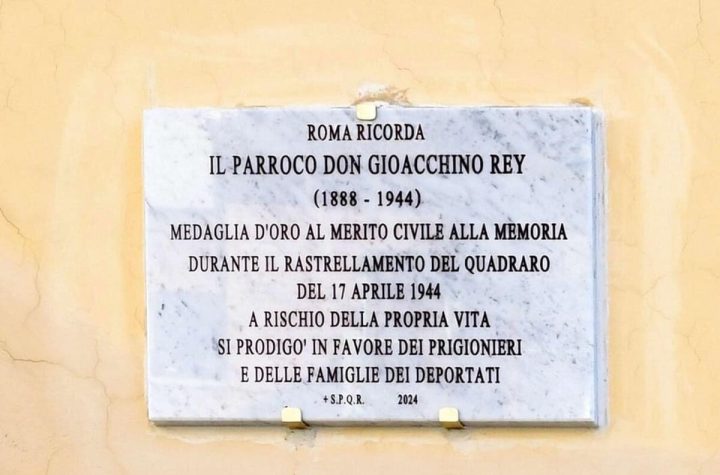 ROMA RICORDA
IL PARROCO DON GIOACCHINO REY
(1888 - 1944)
MEDAGLIA D'ORO AL MERITO CIVILE ALLA MEMORIA
DURANTE IL RASTRELLAMENTO DEL QUADRARO
DEL 17 APRILE 1944
A RISCHIO DELLA PROPRIA VITA
SI PRODIGO' IN FAVORE DEI PRIGIONIERI
E DELLE FAMIGLIE DEI DEPORTATI
+ S.P.Q.R. 2024